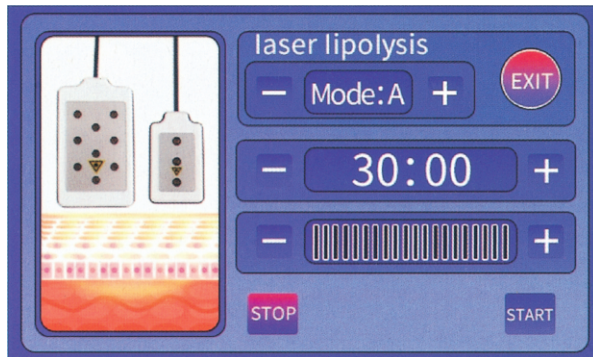 laser lipolysis
− Mode:A +
EXIT
− 30:00 +
− +
STOP
START